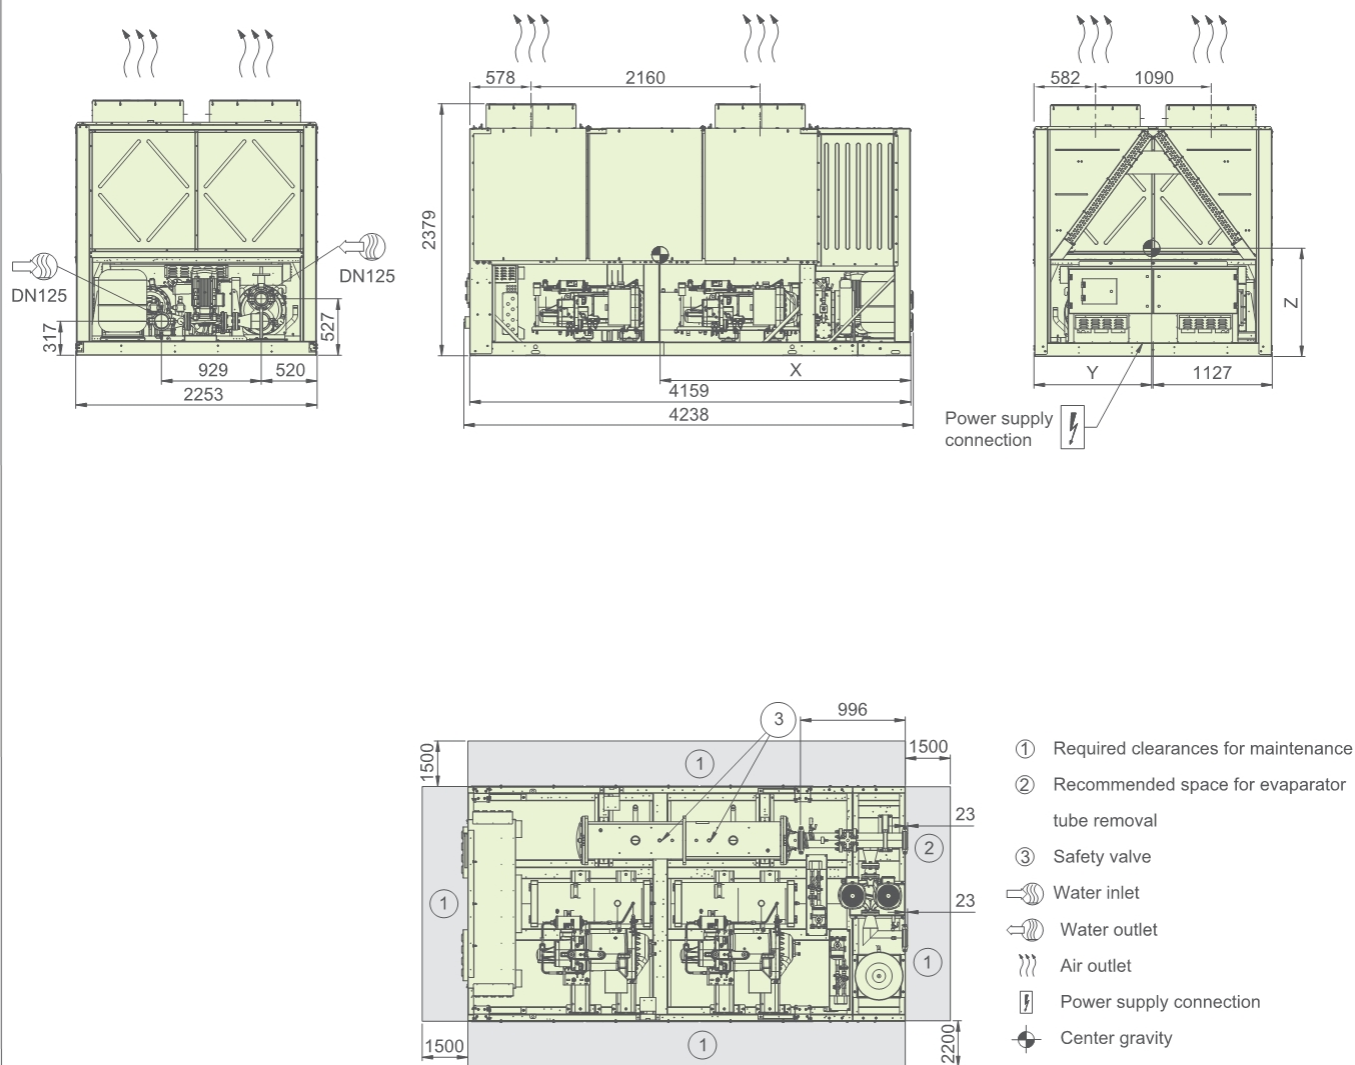 578
2160
582
1090
2379
DN125
DN125
317
527
929
520
2253
X
4159
4238
Z
Y
1127
Power supply
connection
3
996
1500
1
1500
23
2
1
23
1
1500
1
2200
1 Required clearances for maintenance
2 Recommended space for evaparator
tube removal
3 Safety valve
Water inlet
Water outlet
Air outlet
Power supply connection
Center gravity